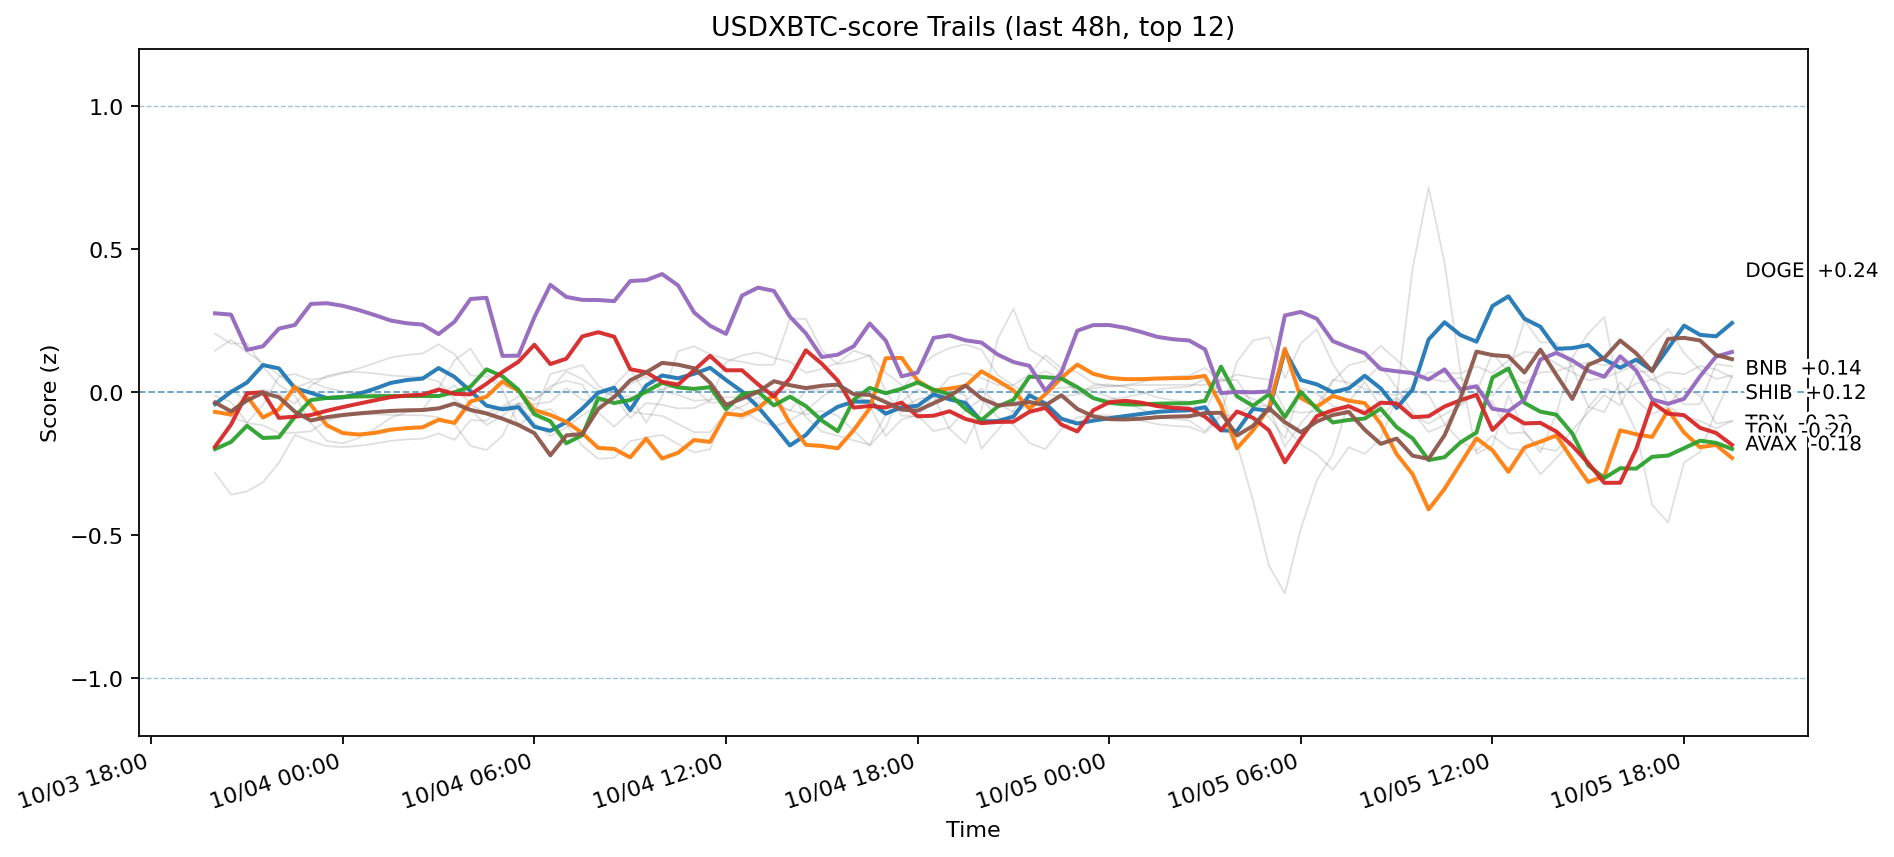 USDXBTC-score Trails (last 48h, top 12)
Score (z)
1.0
0.5
0.0
−0.5
−1.0
DOGE +0.24
BNB +0.14
SHIB +0.12
TON -0.20
AVAX -0.18
10/03 18:00
10/04 00:00
10/04 06:00
10/04 12:00
10/04 18:00
10/05 00:00
10/05 06:00
10/05 12:00
10/05 18:00
Time